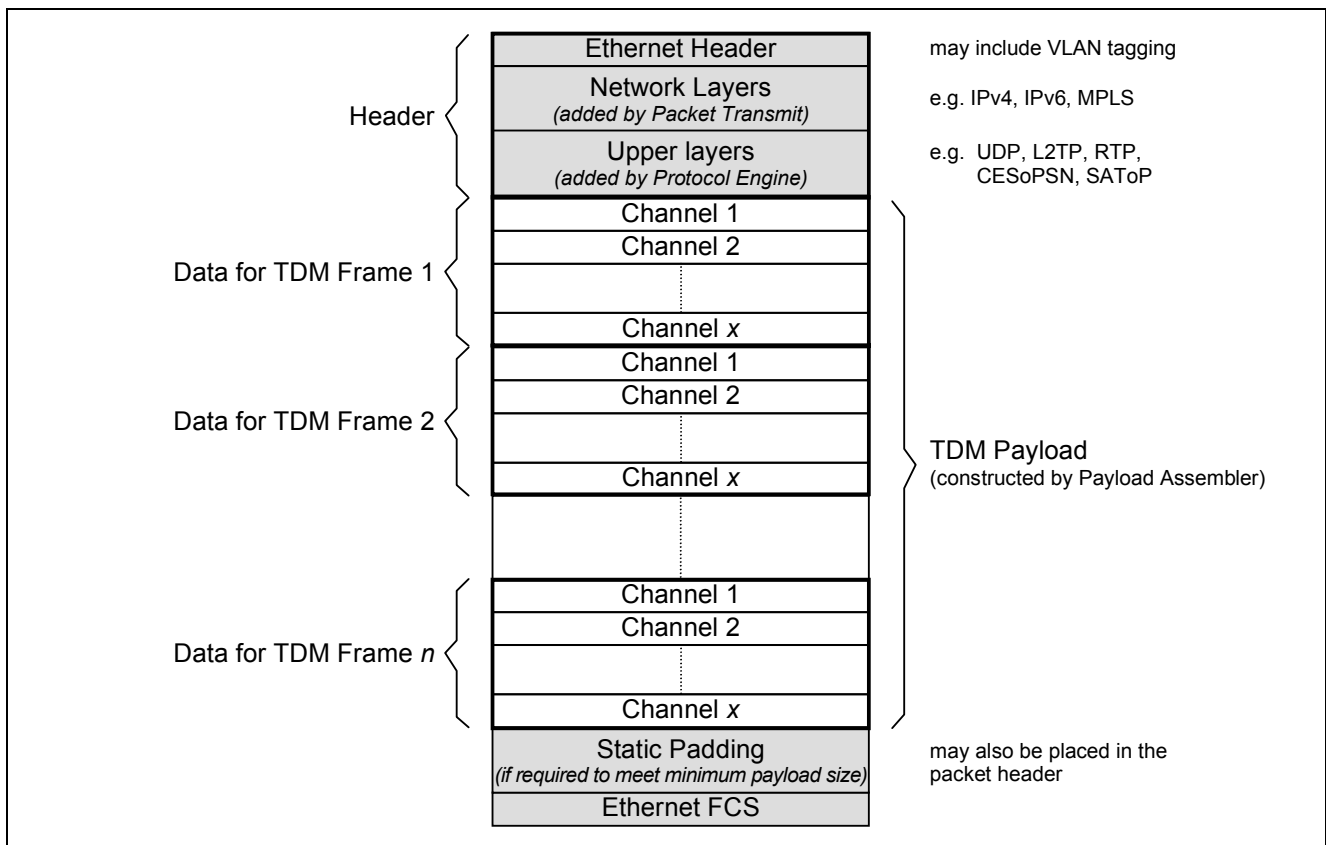 Ethernet Header
may include VLAN tagging
Network Layers
(added by Packet Transmit)
e.g. IPv4, IPv6, MPLS
Header
Upper layers
(added by Protocol Engine)
e.g. UDP, L2TP, RTP,
CESoPSN, SAToP
Channel 1
Channel 2
Data for TDM Frame 1
Channel x
Channel 1
Channel 2
Data for TDM Frame 2
Channel x
TDM Payload
(constructed by Payload Assembler)
Channel 1
Channel 2
Data for TDM Frame n
Channel x
Static Padding
(if required to meet minimum payload size)
may also be placed in the
packet header
Ethernet FCS